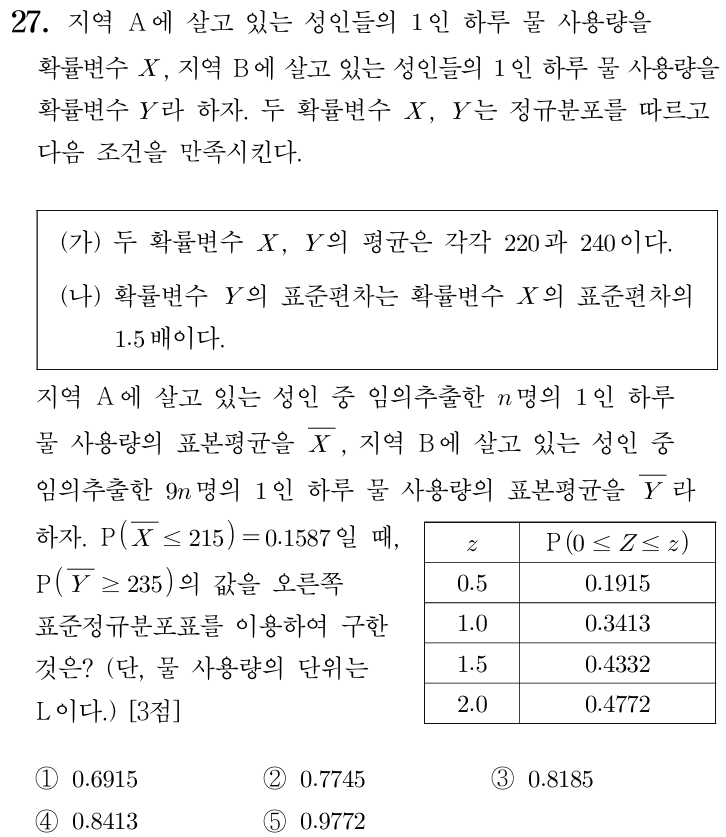 27. 지역 A에 살고 있는 성인들의 1인 하루 물 사용량을
확률변수 X, 지역 B에 살고 있는 성인들의 1인 하루 물 사용량을
확률변수 Y라 하자. 두 확률변수 X, Y는 정규분포를 따르고
다음 조건을 만족시킨다.
(가) 두 확률변수 X, Y의 평균은 각각 220과 240이다.
(나) 확률변수 Y의 표준편차는 확률변수 X의 표준편차의
1.5배이다.
지역 A에 살고 있는 성인 중 임의추출한 n명의 1인 하루
물 사용량의 표본평균을 X̅, 지역 B에 살고 있는 성인 중
임의추출한 9n명의 1인 하루 물 사용량의 표본평균을 Y̅라
하자. P(X̅ ≤ 215) = 0.1587일 때,
P(Y̅ ≥ 235)의 값을 오른쪽
표준정규분포표를 이용하여 구한
것은? (단, 물 사용량의 단위는
L이다.) [3점]
z P(0 ≤ Z ≤ z)
0.5 0.1915
1.0 0.3413
1.5 0.4332
2.0 0.4772
① 0.6915 ② 0.7745 ③ 0.8185
④ 0.8413 ⑤ 0.9772